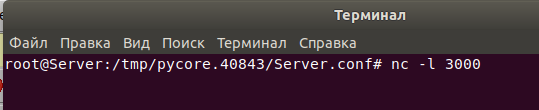 Терминал
Файл Правка Вид Поиск Терминал Справка
root@Server:/tmp/pycore.40843/Server.conf# nc -l 3000